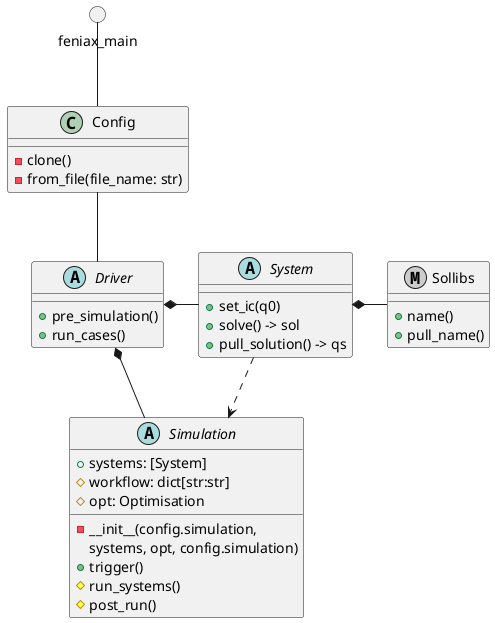 feniax_main
C Config
clone()
from_file(file_name: str)
A Driver
pre_simulation()
run_cases()
A System
set_ic(q0)
solve() -> sol
pull_solution() -> qs
M Sollibs
name()
pull_name()
A Simulation
systems: [System]
workflow: dict[str:str]
opt: Optimisation
__init__(config.simulation,
systems, opt, config.simulation)
trigger()
run_systems()
post_run()